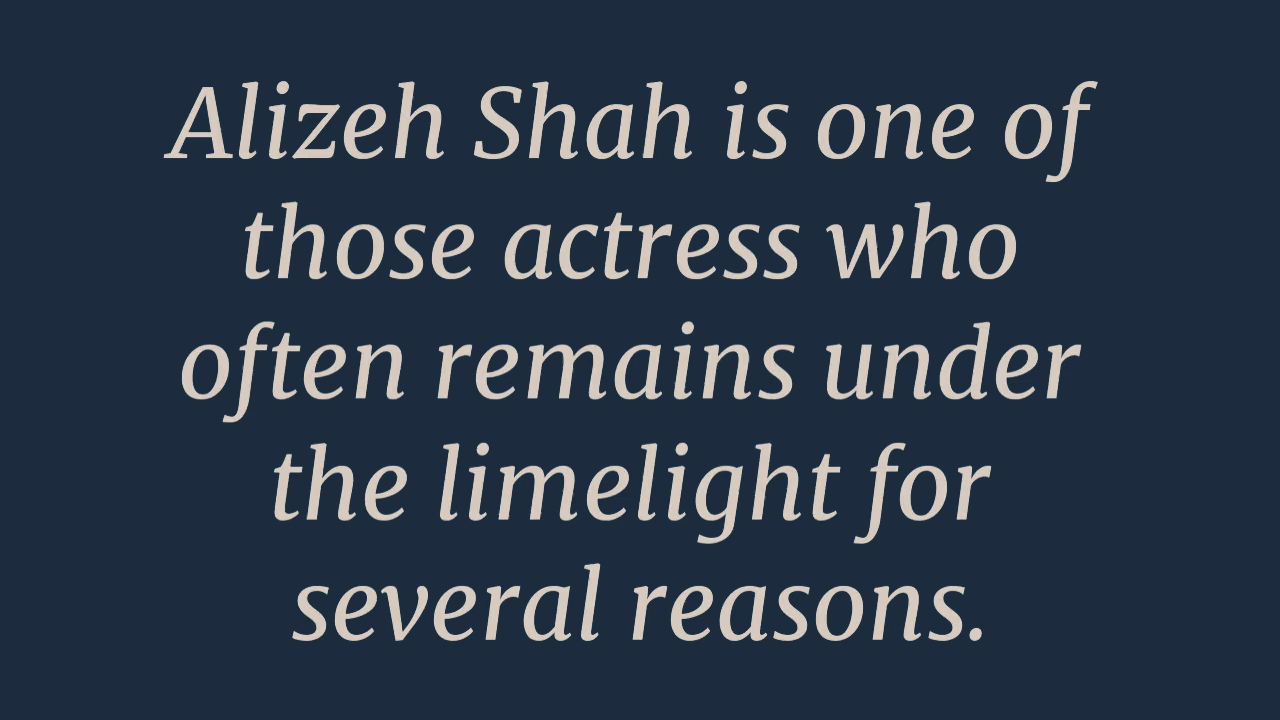 Alizeh Shah is one of
those actress who
often remains under
the limelight for
several reasons.